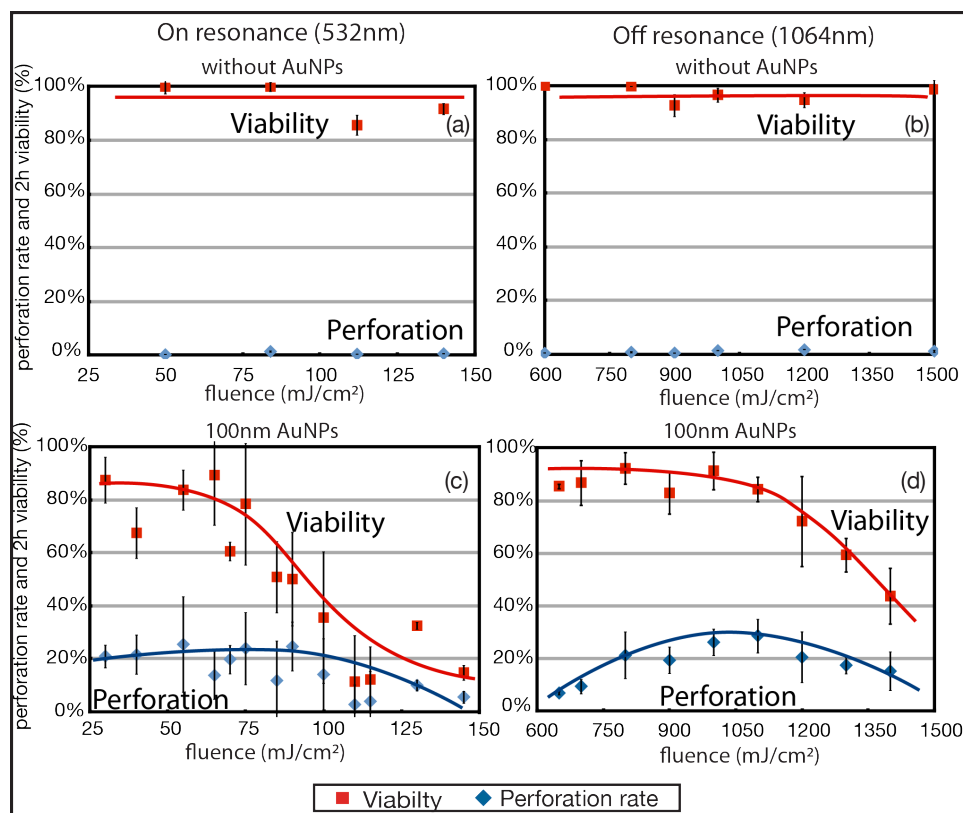 On resonance (532nm)
Off resonance (1064nm)
without AuNPs
without AuNPs
perforation rate and 2h viability (%)
100%
80%
60%
40%
20%
0%
Viability
(a)
Perforation
25
50
75
100
125
150
fluence (mJ/cm²)
100%
80%
60%
40%
20%
0%
Viability
(b)
Perforation
600
750
900
1050
1200
1350
1500
fluence (mJ/cm²)
100nm AuNPs
100nm AuNPs
perforation rate and 2h viability (%)
100%
80%
60%
40%
20%
0%
(c)
Viability
Perforation
25
50
75
100
125
150
fluence (mJ/cm²)
100%
80%
60%
40%
20%
0%
(d)
Viability
Perforation
600
750
900
1050
1200
1350
1500
fluence (mJ/cm²)
Viabilty
Perforation rate